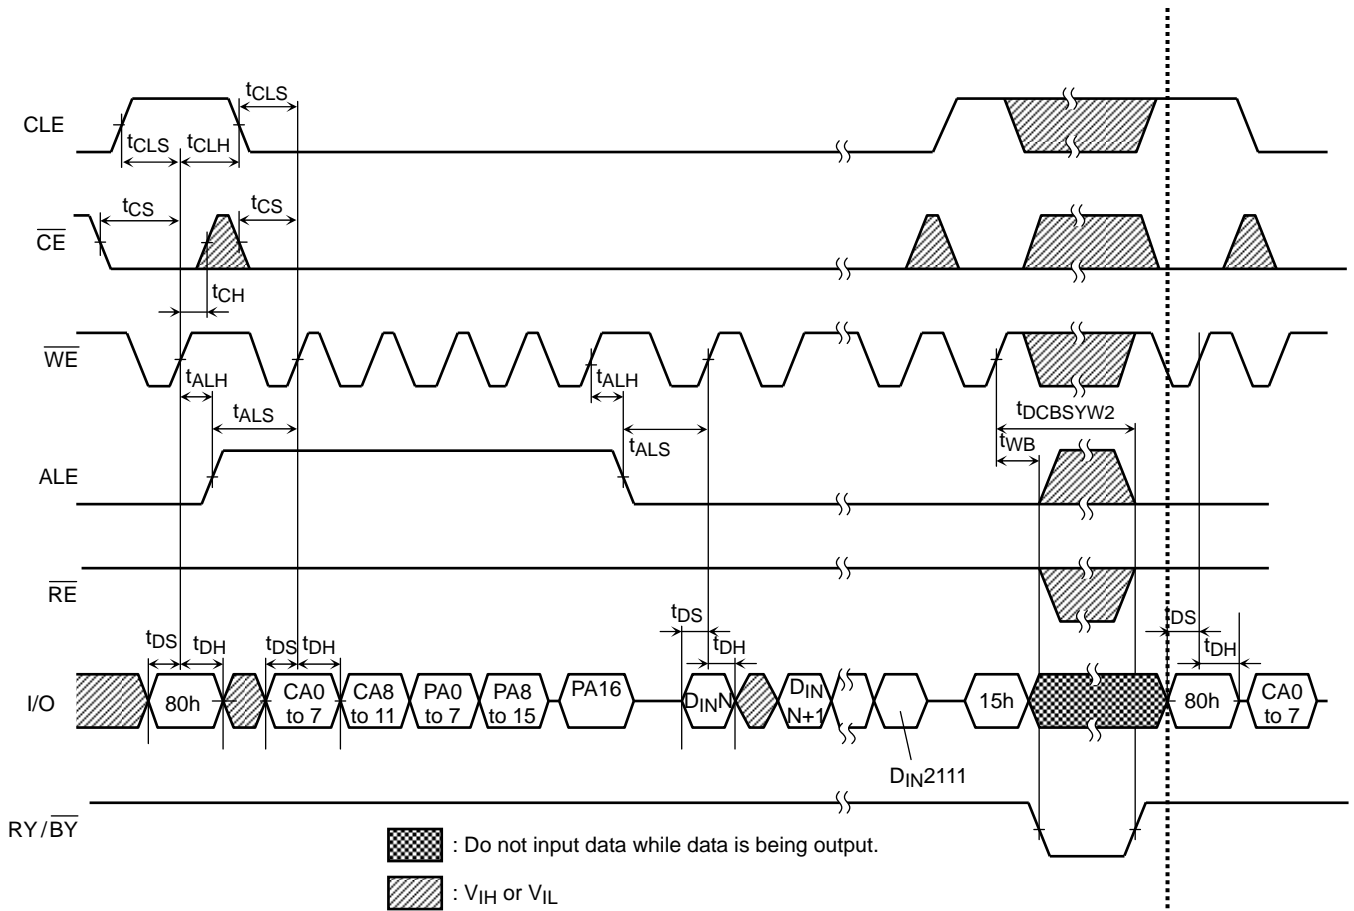 tCLS
CLE
tCLS
tCLH
tCS
tCS
CE
tCH
WE
tALH
tALH
tALS
tDCBSYW2
tALS
tWB
ALE
RE
tDS
tDS
tDS
tDH
tDS
tDH
tDH
tDH
I/O
80h
CA0
to 7
CA8
to 11
PA0
to 7
PA8
to 15
PA16
DINN
DIN
N+1
15h
80h
CA0
to 7
DIN2111
RY/BY
: Do not input data while data is being output.
: VIH or VIL